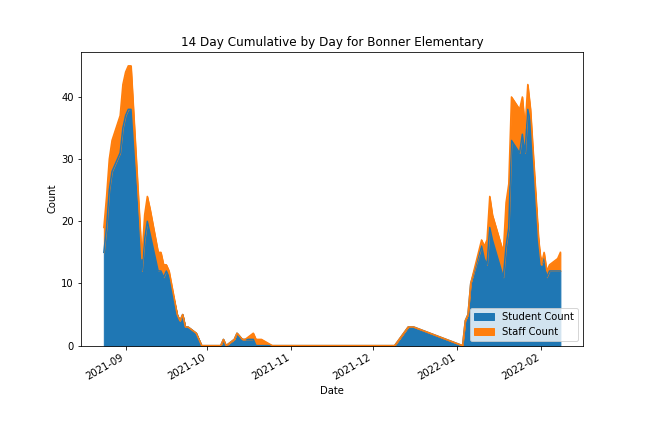 14 Day Cumulative by Day for Bonner Elementary
Count
40
30
20
10
0
2021-09
2021-10
2021-11
2021-12
2022-01
2022-02
Date
Student Count
Staff Count